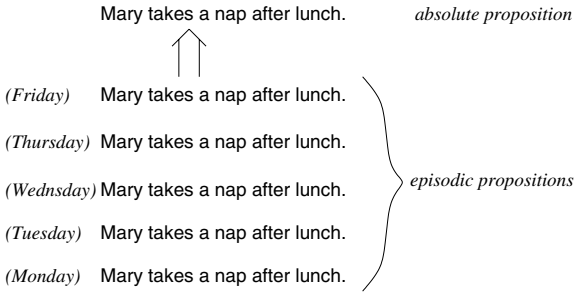 Mary takes a nap after lunch. absolute proposition
(Friday) Mary takes a nap after lunch.
(Thursday) Mary takes a nap after lunch.
(Wednsday) Mary takes a nap after lunch. episodic propositions
(Tuesday) Mary takes a nap after lunch.
(Monday) Mary takes a nap after lunch.